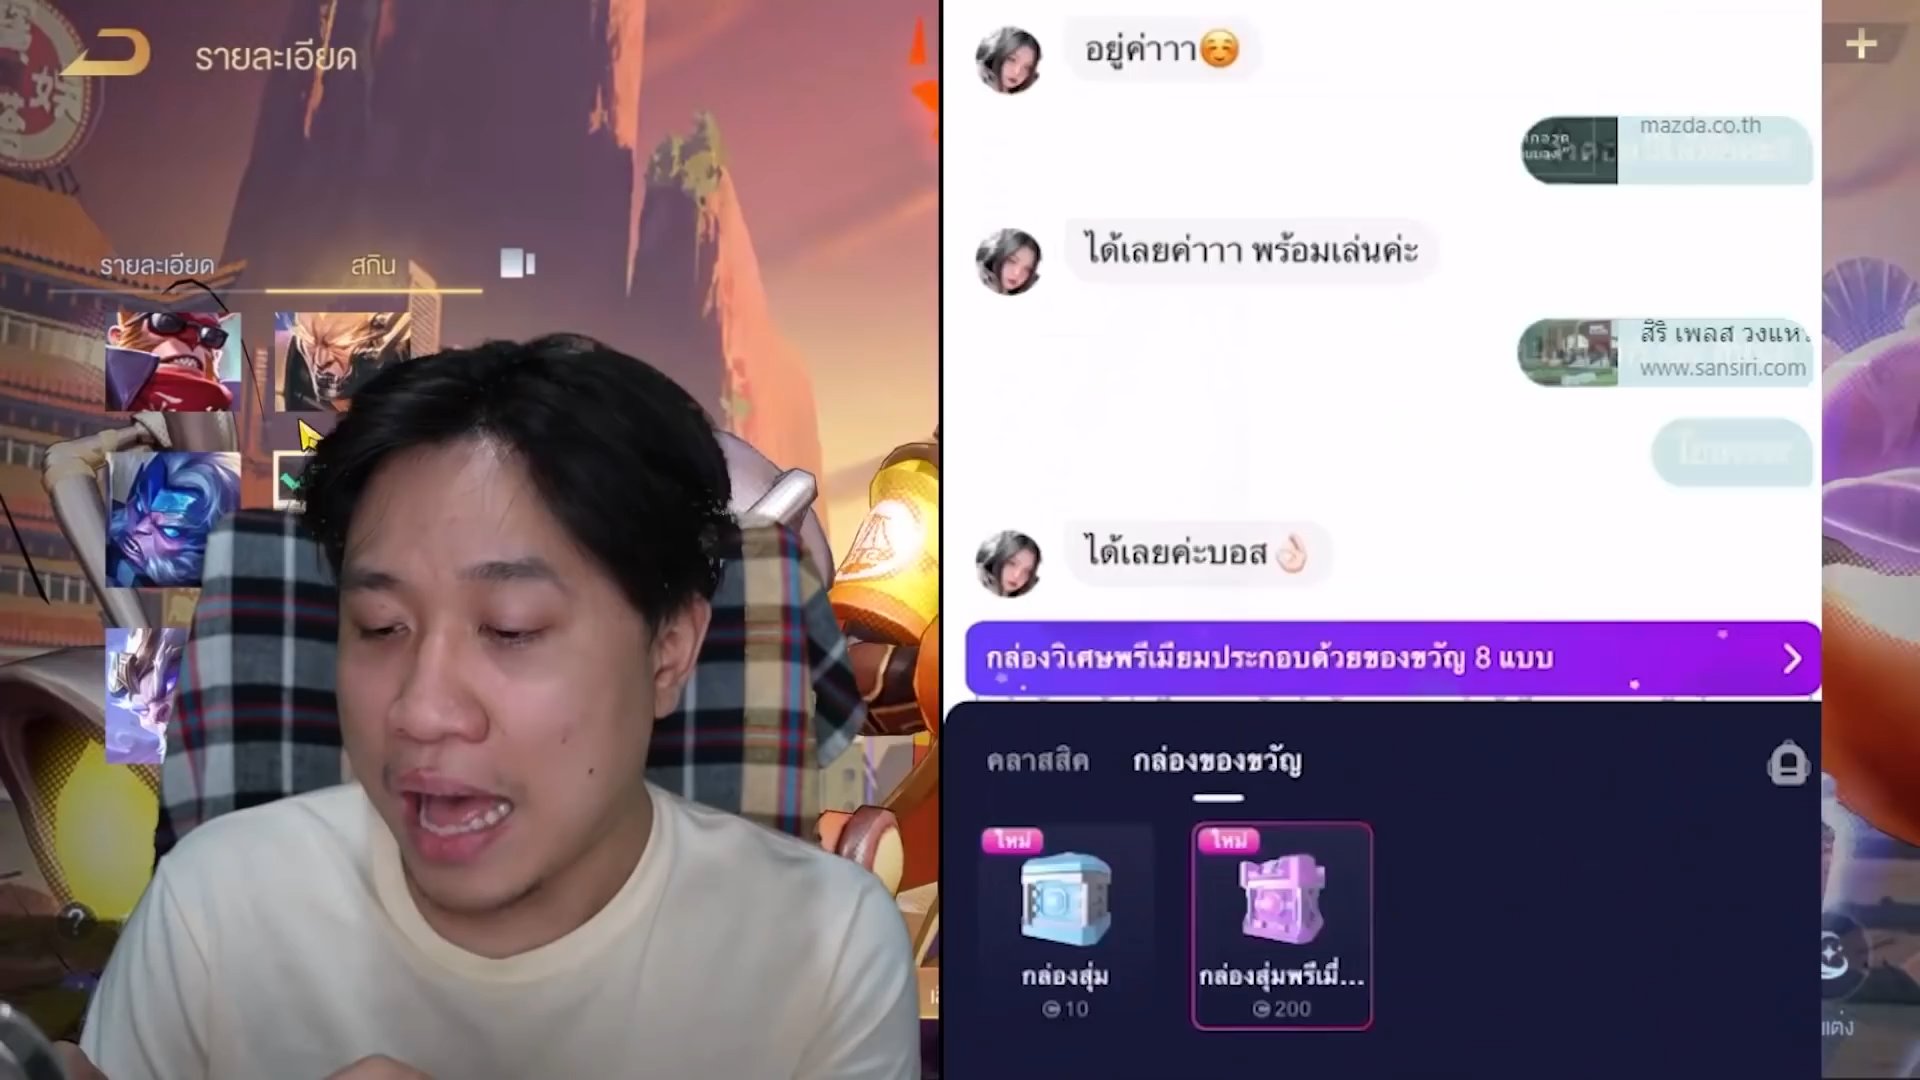 รายละเอียด
รายละเอียด
สกิน
?
อยู่ค่าาา☺️
mazda.co.th
ได้เลยค่าาา พร้อมเล่นค่ะ
สิริ เพลส วงแห
www.sansiri.com
ได้เลยค่ะบอส👌🏻
กล่องวิเศษพรีเมียมประกอบด้วยของขวัญ 8 แบบ
คลาสสิค
กล่องของขวัญ
ใหม่
กล่องสุ่ม
10
ใหม่
กล่องสุ่มพรีเมี่...
200
แต่ง